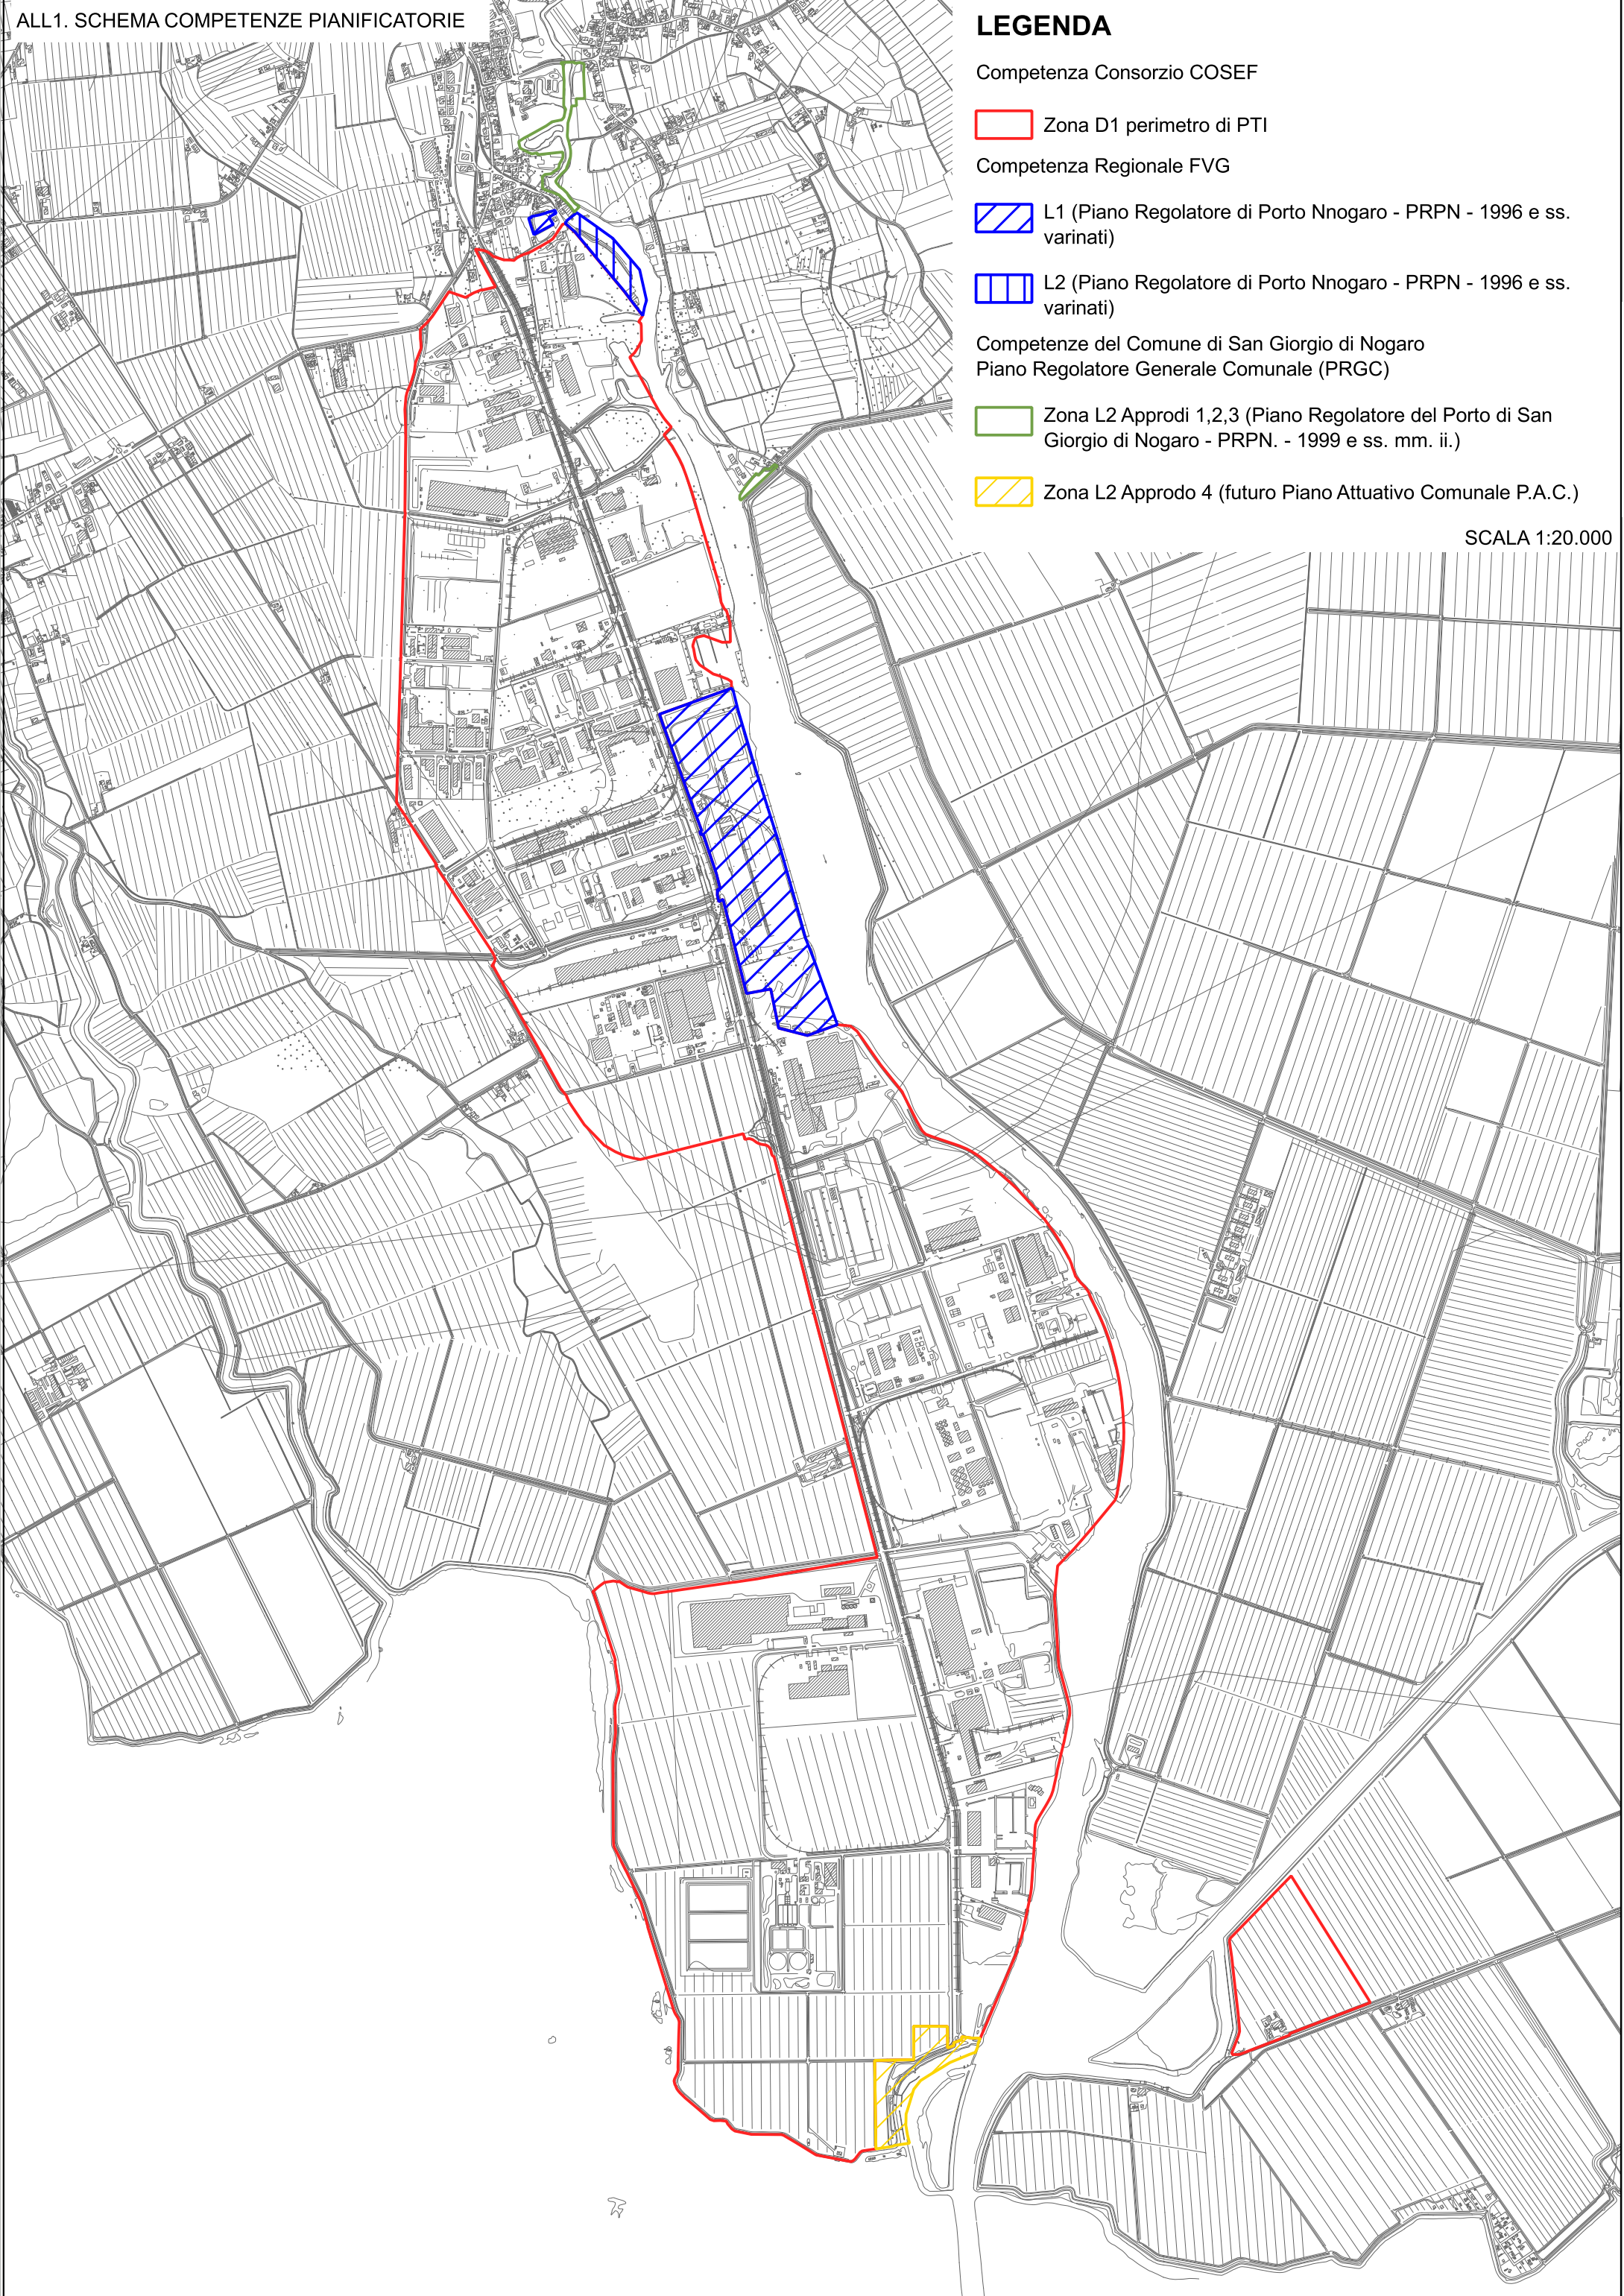 ALL1. SCHEMA COMPETENZE PIANIFICATORIE
LEGENDA
Competenza Consorzio COSEF
Zona D1 perimetro di PTI
Competenza Regionale FVG
L1 (Piano Regolatore di Porto Nnogaro - PRPN - 1996 e ss.
varinati)
L2 (Piano Regolatore di Porto Nnogaro - PRPN - 1996 e ss.
varinati)
Competenze del Comune di San Giorgio di Nogaro
Piano Regolatore Generale Comunale (PRGC)
Zona L2 Approdi 1,2,3 (Piano Regolatore del Porto di San
Giorgio di Nogaro - PRPN. - 1999 e ss. mm. ii.)
Zona L2 Approdo 4 (futuro Piano Attuativo Comunale P.A.C.)
SCALA 1:20.000